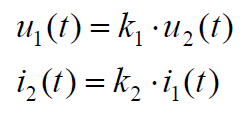 u₁(t) = k₁ · u₂(t)
i₂(t) = k₂ · i₁(t)